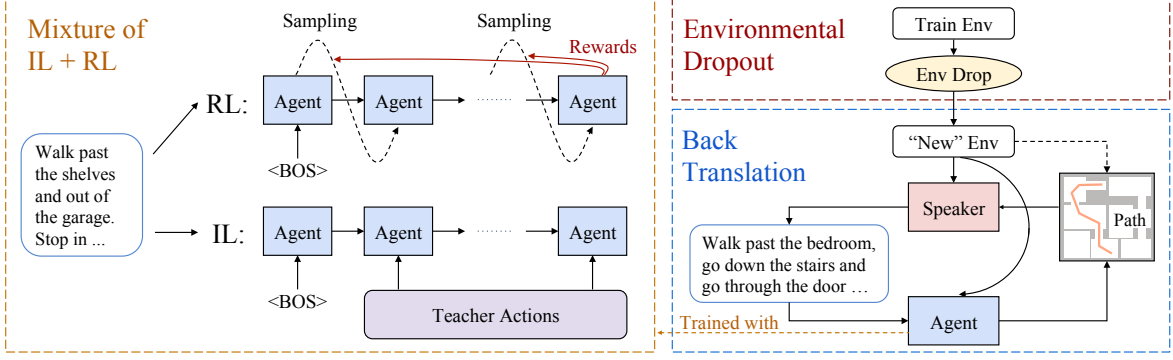 Mixture of
IL + RL
Sampling
Sampling
Rewards
RL:
Agent
Agent
Agent
<BOS>
Walk past
the shelves
and out of
the garage.
Stop in ...
IL:
Agent
Agent
Agent
<BOS>
Teacher Actions
Environmental
Dropout
Train Env
Env Drop
Back
Translation
“New” Env
Speaker
Path
Walk past the bedroom,
go down the stairs and
go through the door ...
Agent
Trained with